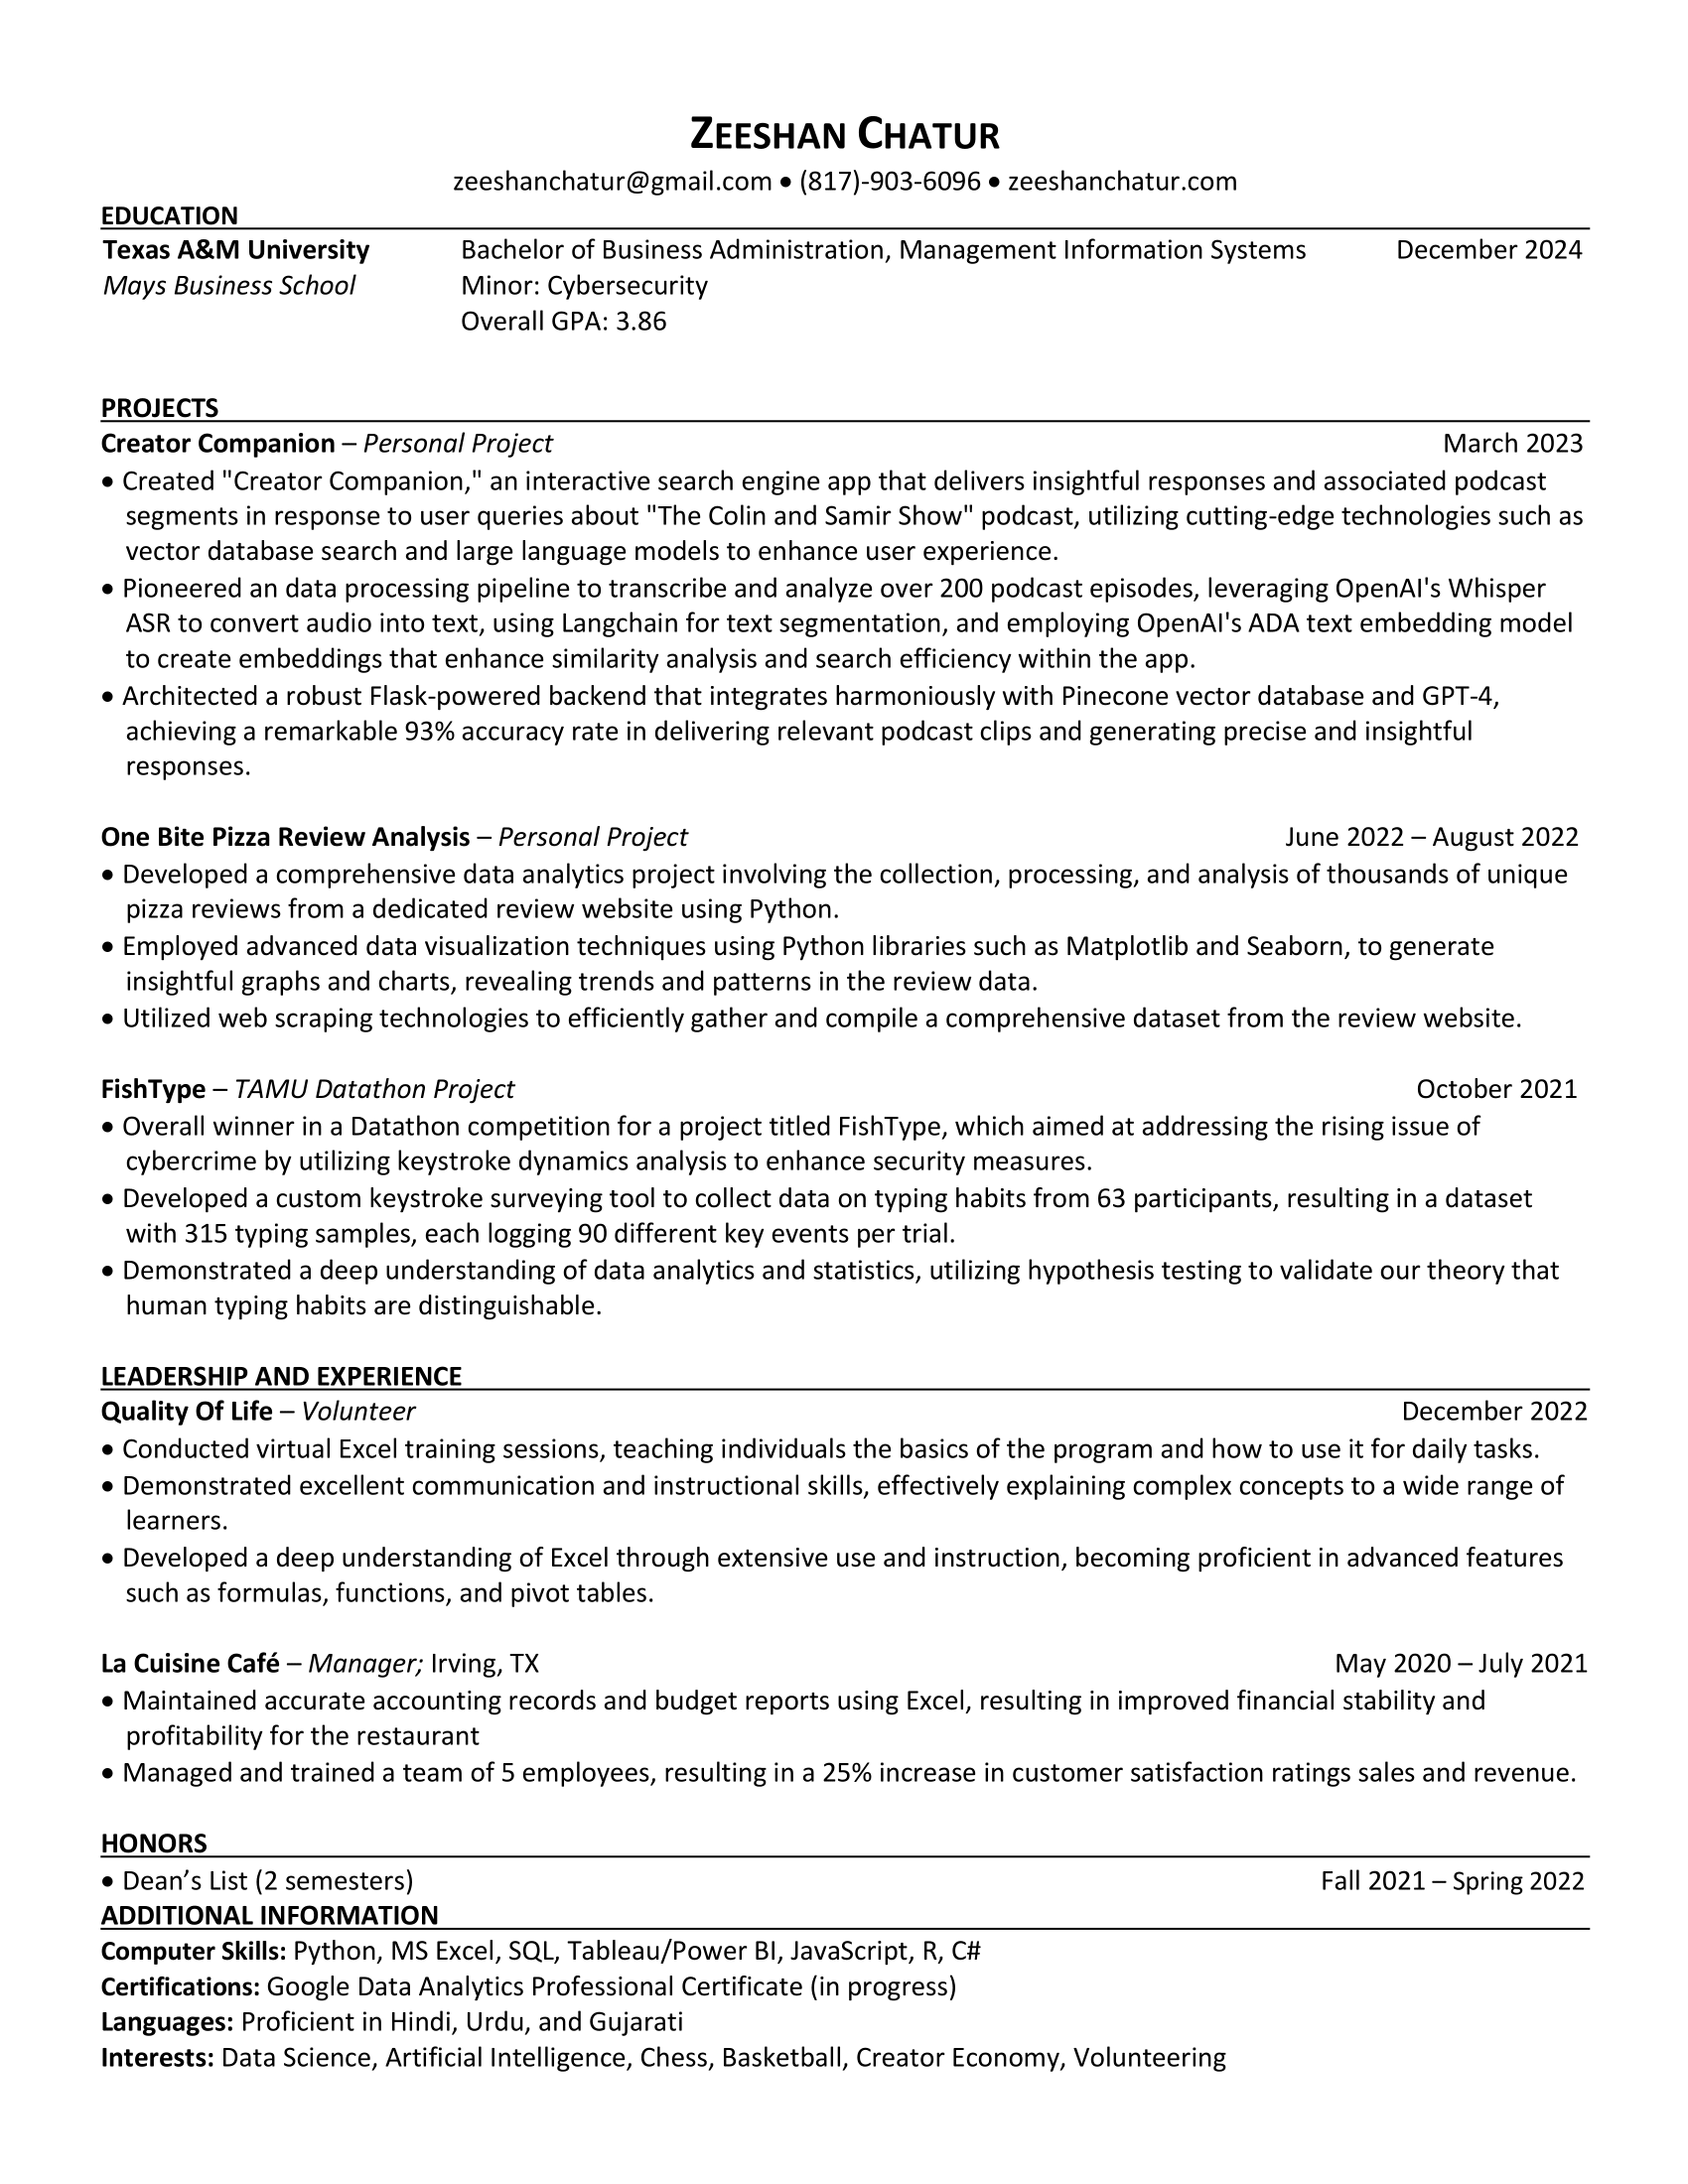 ZEESHAN CHATUR
zeeshanchatur@gmail.com • (817)-903-6096 • zeeshanchatur.com
EDUCATION
Texas A&M University Bachelor of Business Administration, Management Information Systems December 2024
Mays Business School Minor: Cybersecurity
Overall GPA: 3.86
PROJECTS
Creator Companion – Personal Project March 2023
• Created "Creator Companion," an interactive search engine app that delivers insightful responses and associated podcast
segments in response to user queries about "The Colin and Samir Show" podcast, utilizing cutting-edge technologies such as
vector database search and large language models to enhance user experience.
• Pioneered an data processing pipeline to transcribe and analyze over 200 podcast episodes, leveraging OpenAI's Whisper
ASR to convert audio into text, using Langchain for text segmentation, and employing OpenAI's ADA text embedding model
to create embeddings that enhance similarity analysis and search efficiency within the app.
• Architected a robust Flask-powered backend that integrates harmoniously with Pinecone vector database and GPT-4,
achieving a remarkable 93% accuracy rate in delivering relevant podcast clips and generating precise and insightful
responses.
One Bite Pizza Review Analysis – Personal Project June 2022 – August 2022
• Developed a comprehensive data analytics project involving the collection, processing, and analysis of thousands of unique
pizza reviews from a dedicated review website using Python.
• Employed advanced data visualization techniques using Python libraries such as Matplotlib and Seaborn, to generate
insightful graphs and charts, revealing trends and patterns in the review data.
• Utilized web scraping technologies to efficiently gather and compile a comprehensive dataset from the review website.
FishType – TAMU Datathon Project October 2021
• Overall winner in a Datathon competition for a project titled FishType, which aimed at addressing the rising issue of
cybercrime by utilizing keystroke dynamics analysis to enhance security measures.
• Developed a custom keystroke surveying tool to collect data on typing habits from 63 participants, resulting in a dataset
with 315 typing samples, each logging 90 different key events per trial.
• Demonstrated a deep understanding of data analytics and statistics, utilizing hypothesis testing to validate our theory that
human typing habits are distinguishable.
LEADERSHIP AND EXPERIENCE
Quality Of Life – Volunteer December 2022
• Conducted virtual Excel training sessions, teaching individuals the basics of the program and how to use it for daily tasks.
• Demonstrated excellent communication and instructional skills, effectively explaining complex concepts to a wide range of
learners.
• Developed a deep understanding of Excel through extensive use and instruction, becoming proficient in advanced features
such as formulas, functions, and pivot tables.
La Cuisine Café – Manager; Irving, TX May 2020 – July 2021
• Maintained accurate accounting records and budget reports using Excel, resulting in improved financial stability and
profitability for the restaurant
• Managed and trained a team of 5 employees, resulting in a 25% increase in customer satisfaction ratings sales and revenue.
HONORS
• Dean’s List (2 semesters) Fall 2021 – Spring 2022
ADDITIONAL INFORMATION
Computer Skills: Python, MS Excel, SQL, Tableau/Power BI, JavaScript, R, C#
Certifications: Google Data Analytics Professional Certificate (in progress)
Languages: Proficient in Hindi, Urdu, and Gujarati
Interests: Data Science, Artificial Intelligence, Chess, Basketball, Creator Economy, Volunteering